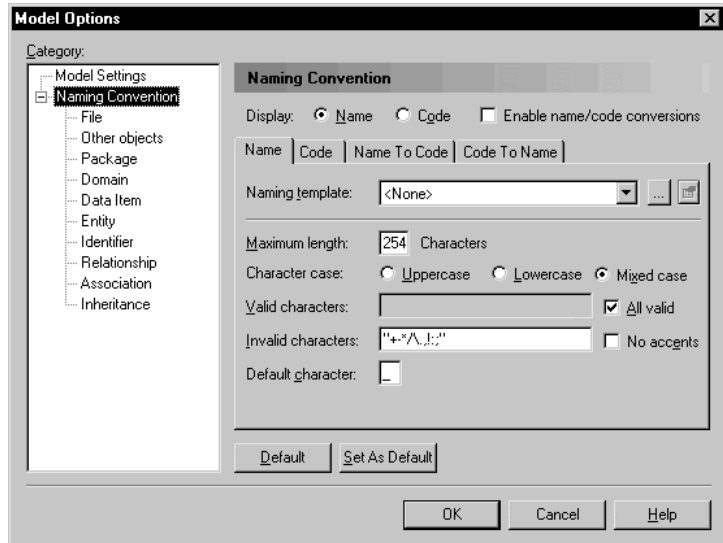 Model Options
Category:
Model Settings
Naming Convention
File
Other objects
Package
Domain
Data Item
Entity
Identifier
Relationship
Association
Inheritance
Naming Convention
Display: Name Code Enable name/code conversions
Name Code Name To Code Code To Name
Naming template: <None> ...
Maximum length: 254 Characters
Character case: Uppercase Lowercase Mixed case
Valid characters: All valid
Invalid characters: No accents
Default character: _
Default Set As Default
OK Cancel Help